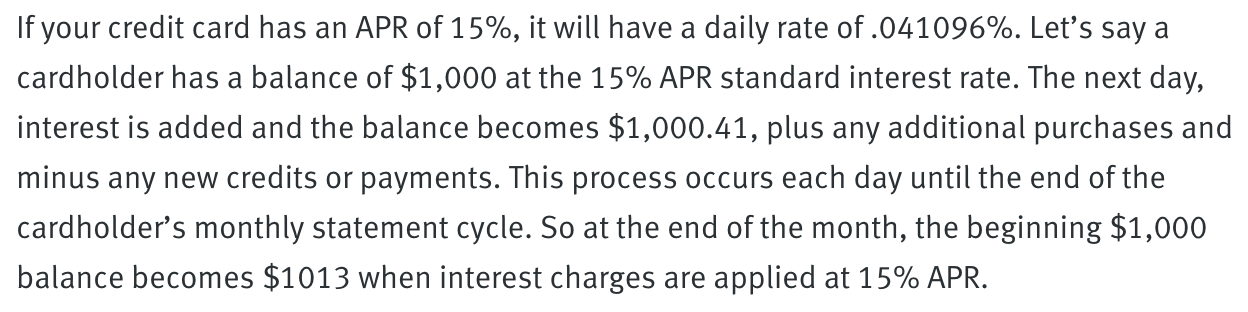 If your credit card has an APR of 15%, it will have a daily rate of .041096%. Let’s say a
cardholder has a balance of $1,000 at the 15% APR standard interest rate. The next day,
interest is added and the balance becomes $1,000.41, plus any additional purchases and
minus any new credits or payments. This process occurs each day until the end of the
cardholder’s monthly statement cycle. So at the end of the month, the beginning $1,000
balance becomes $1013 when interest charges are applied at 15% APR.